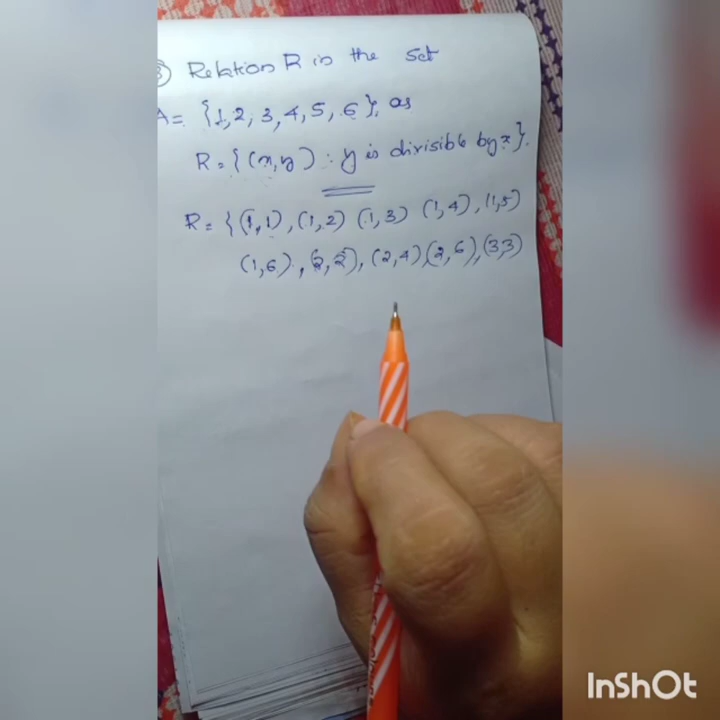 3) Relation R in the set
A = {1,2,3,4,5,6}, as
R = {(x,y) : y is divisible by x}.
R = {(1,1),(1,2) (1,3) (1,4),(1,5)
(1,6),(2,2),(2,4),(2,6),(3,3)
InShOt